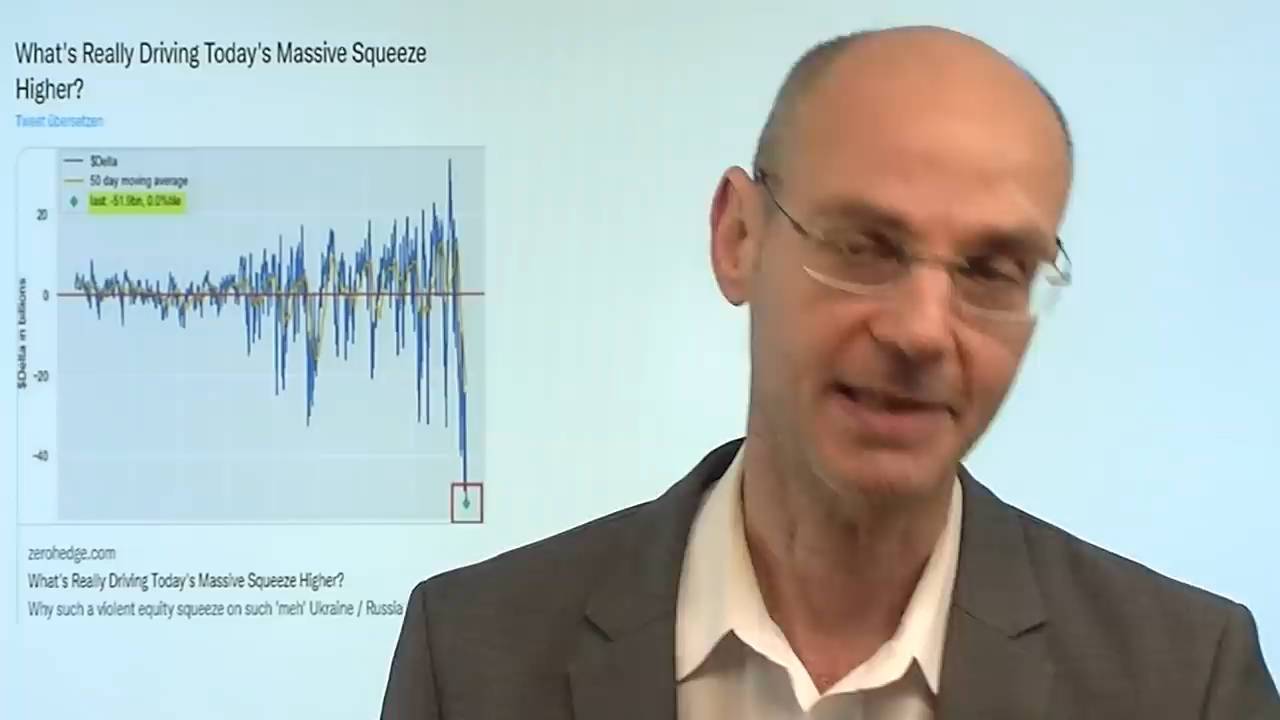 What's Really Driving Today's Massive Squeeze
Higher?
Tweet übersetzen
$Delta
50 day moving average
last: -51.9bn, 0.0%tile
20
0
-20
-40
$Delta in billions
zerohedge.com
What's Really Driving Today's Massive Squeeze Higher?
Why such a violent equity squeeze on such 'meh' Ukraine / Russia